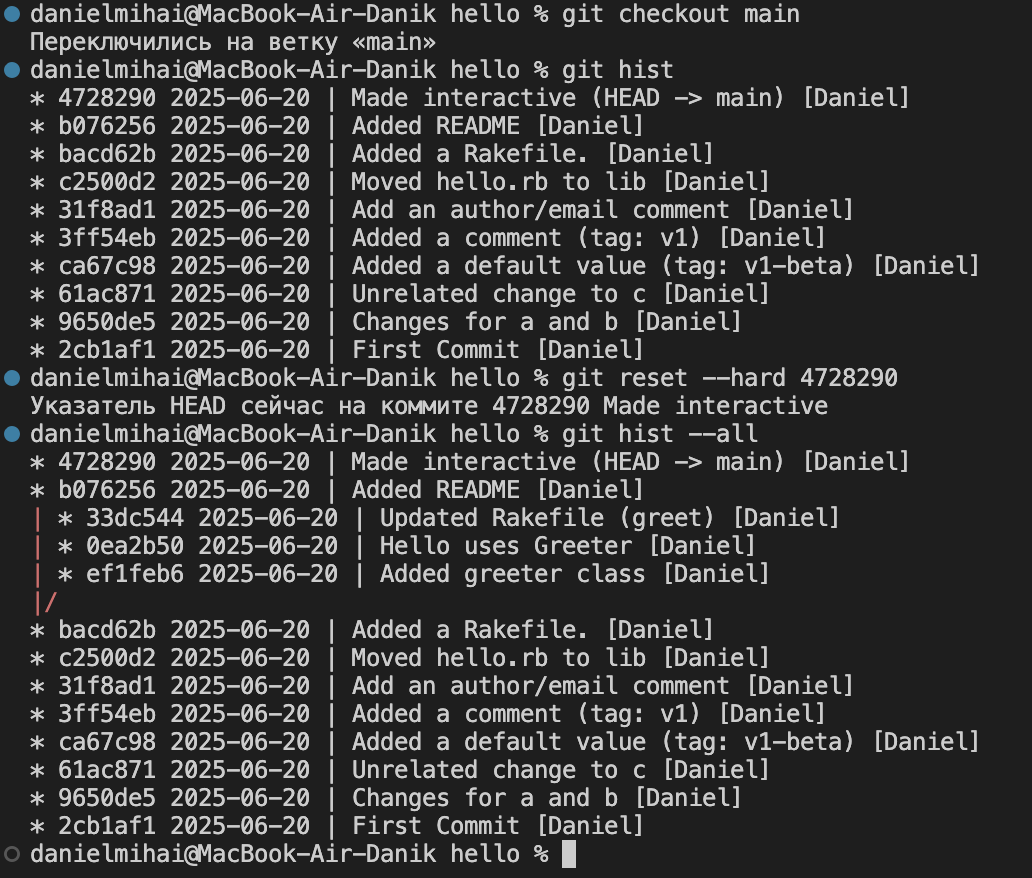 danielmihai@MacBook-Air-Danik hello % git checkout main
Переключились на ветку «main»
danielmihai@MacBook-Air-Danik hello % git hist
* 4728290 2025-06-20 | Made interactive (HEAD -> main) [Daniel]
* b076256 2025-06-20 | Added README [Daniel]
* bacd62b 2025-06-20 | Added a Rakefile. [Daniel]
* c2500d2 2025-06-20 | Moved hello.rb to lib [Daniel]
* 31f8ad1 2025-06-20 | Add an author/email comment [Daniel]
* 3ff54eb 2025-06-20 | Added a comment (tag: v1) [Daniel]
* ca67c98 2025-06-20 | Added a default value (tag: v1-beta) [Daniel]
* 61ac871 2025-06-20 | Unrelated change to c [Daniel]
* 9650de5 2025-06-20 | Changes for a and b [Daniel]
* 2cb1af1 2025-06-20 | First Commit [Daniel]
danielmihai@MacBook-Air-Danik hello % git reset --hard 4728290
Указатель HEAD сейчас на коммите 4728290 Made interactive
danielmihai@MacBook-Air-Danik hello % git hist --all
* 4728290 2025-06-20 | Made interactive (HEAD -> main) [Daniel]
* b076256 2025-06-20 | Added README [Daniel]
| * 33dc544 2025-06-20 | Updated Rakefile (greet) [Daniel]
| * 0ea2b50 2025-06-20 | Hello uses Greeter [Daniel]
| * ef1feb6 2025-06-20 | Added greeter class [Daniel]
|/
* bacd62b 2025-06-20 | Added a Rakefile. [Daniel]
* c2500d2 2025-06-20 | Moved hello.rb to lib [Daniel]
* 31f8ad1 2025-06-20 | Add an author/email comment [Daniel]
* 3ff54eb 2025-06-20 | Added a comment (tag: v1) [Daniel]
* ca67c98 2025-06-20 | Added a default value (tag: v1-beta) [Daniel]
* 61ac871 2025-06-20 | Unrelated change to c [Daniel]
* 9650de5 2025-06-20 | Changes for a and b [Daniel]
* 2cb1af1 2025-06-20 | First Commit [Daniel]
danielmihai@MacBook-Air-Danik hello %